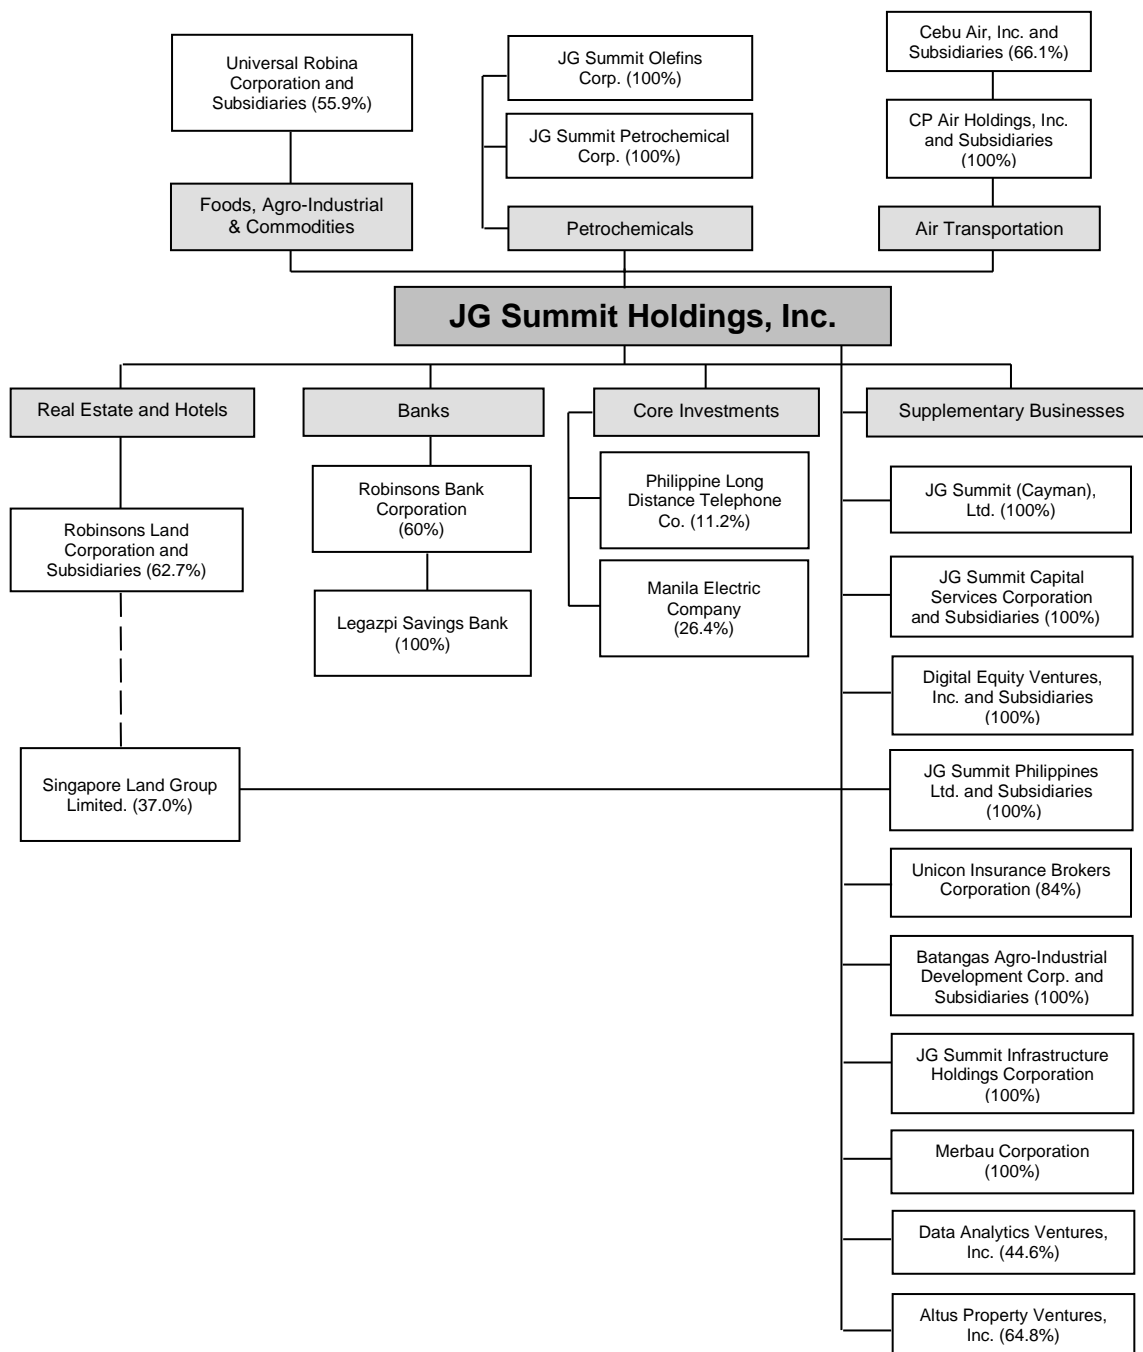 Cebu Air, Inc. and
Subsidiaries (66.1%)
Universal Robina
Corporation and
Subsidiaries (55.9%)
JG Summit Olefins
Corp. (100%)
CP Air Holdings, Inc.
and Subsidiaries
(100%)
JG Summit Petrochemical
Corp. (100%)
Foods, Agro-Industrial
& Commodities
Petrochemicals
Air Transportation
JG Summit Holdings, Inc.
Real Estate and Hotels
Banks
Core Investments
Supplementary Businesses
Robinsons Land
Corporation and
Subsidiaries (62.7%)
Singapore Land Group
Limited. (37.0%)
Robinsons Bank
Corporation
(60%)
Legazpi Savings Bank
(100%)
Philippine Long
Distance Telephone
Co. (11.2%)
Manila Electric
Company
(26.4%)
JG Summit (Cayman),
Ltd. (100%)
JG Summit Capital
Services Corporation
and Subsidiaries (100%)
Digital Equity Ventures,
Inc. and Subsidiaries
(100%)
JG Summit Philippines
Ltd. and Subsidiaries
(100%)
Unicon Insurance Brokers
Corporation (84%)
Batangas Agro-Industrial
Development Corp. and
Subsidiaries (100%)
JG Summit Infrastructure
Holdings Corporation
(100%)
Merbau Corporation
(100%)
Data Analytics Ventures,
Inc. (44.6%)
Altus Property Ventures,
Inc. (64.8%)